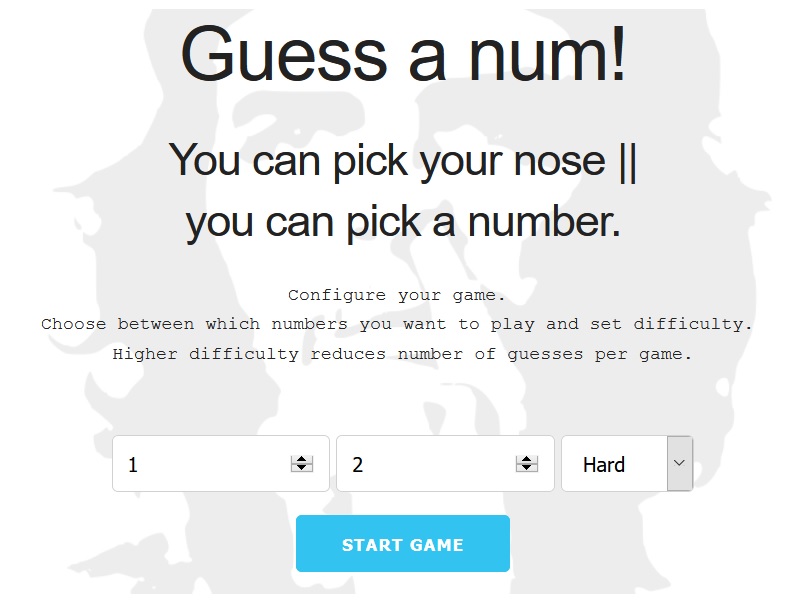 Guess a num!
You can pick your nose ||
you can pick a number.
Configure your game.
Choose between which numbers you want to play and set difficulty.
Higher difficulty reduces number of guesses per game.
1 2 Hard
START GAME